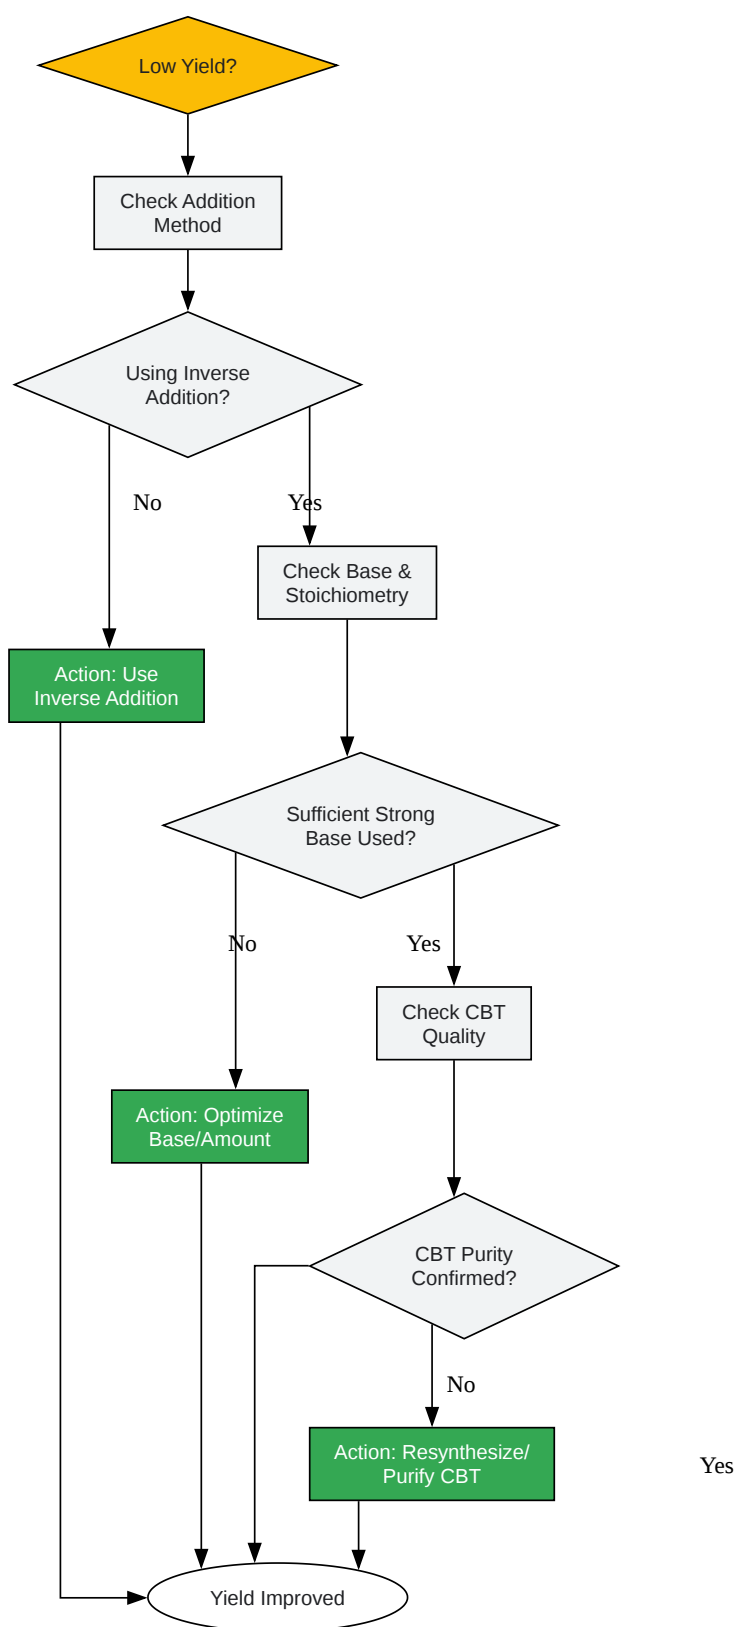 Low Yield?
Check Addition
Method
Using Inverse
Addition?
No
Yes
Check Base &
Stoichiometry
Action: Use
Inverse Addition
Sufficient Strong
Base Used?
No
Yes
Check CBT
Quality
Action: Optimize
Base/Amount
CBT Purity
Confirmed?
No
Action: Resynthesize/
Purify CBT
Yes
Yield Improved